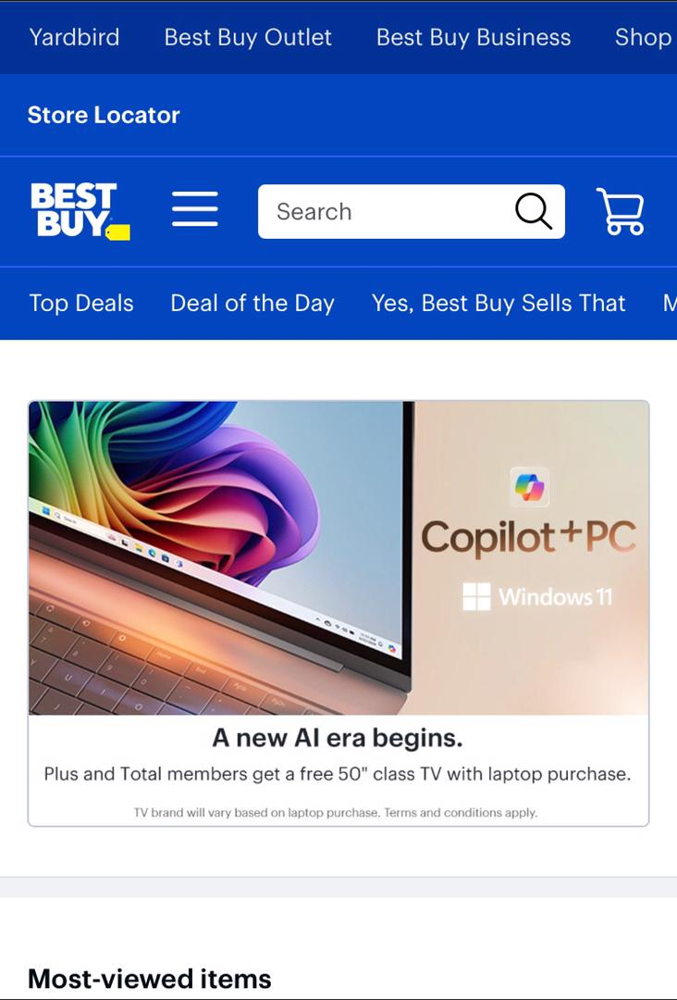 Yardbird Best Buy Outlet Best Buy Business Shop
Store Locator
BEST
BUY
Search
Top Deals Deal of the Day Yes, Best Buy Sells That M
Search
Copilot+PC
Windows 11
A new AI era begins.
Plus and Total members get a free 50" class TV with laptop purchase.
TV brand will vary based on laptop purchase. Terms and conditions apply.
Most-viewed items